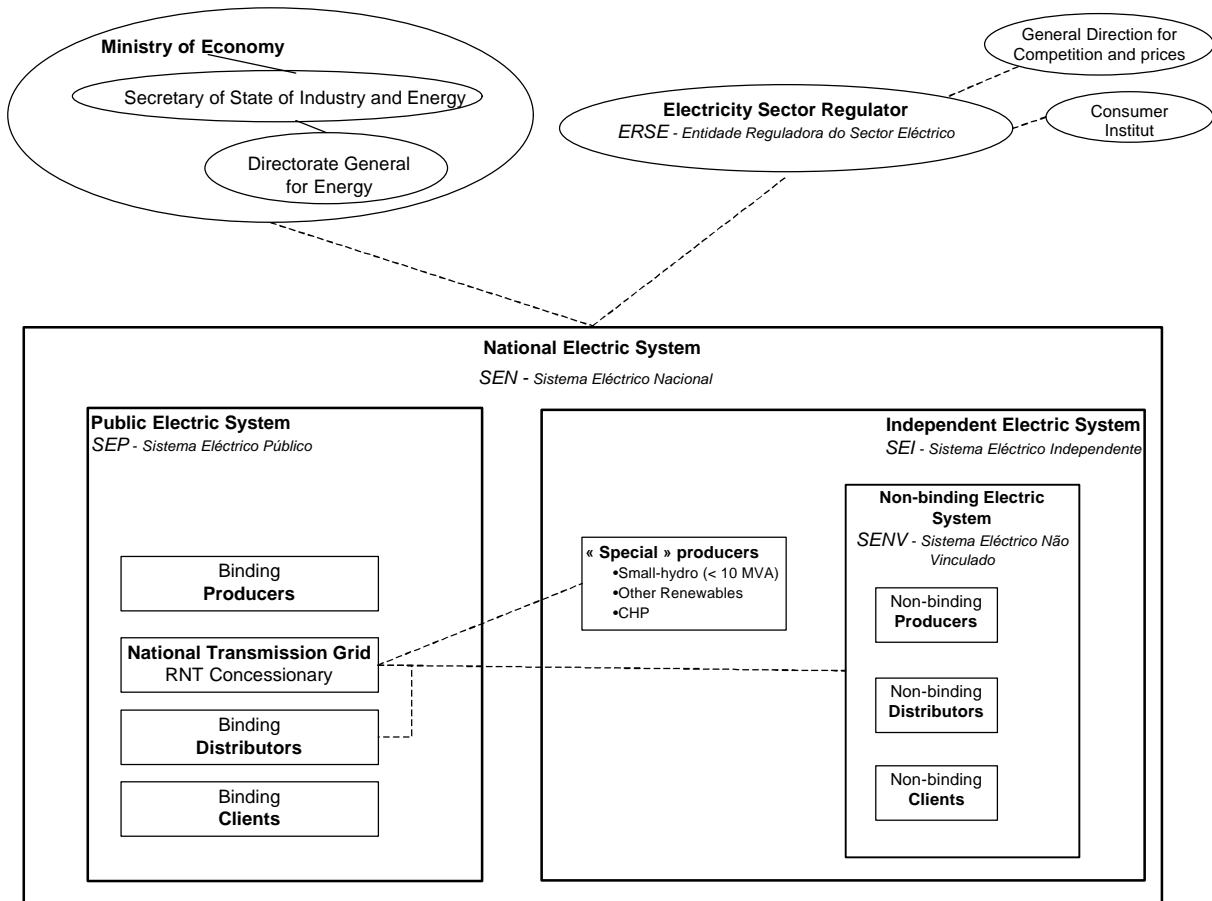 Ministry of Economy
Secretary of State of Industry and Energy
Directorate General
for Energy
Electricity Sector Regulator
ERSE - Entidade Reguladora do Sector Eléctrico
General Direction for
Competition and prices
Consumer
Institut
National Electric System
SEN - Sistema Eléctrico Nacional
Public Electric System
SEP - Sistema Eléctrico Público
Binding
Producers
National Transmission Grid
RNT Concessionary
Binding
Distributors
Binding
Clients
Independent Electric System
SEI - Sistema Eléctrico Independente
« Special » producers
•Small-hydro (< 10 MVA)
•Other Renewables
•CHP
Non-binding Electric
System
SENV - Sistema Eléctrico Não
Vinculado
Non-binding
Producers
Non-binding
Distributors
Non-binding
Clients